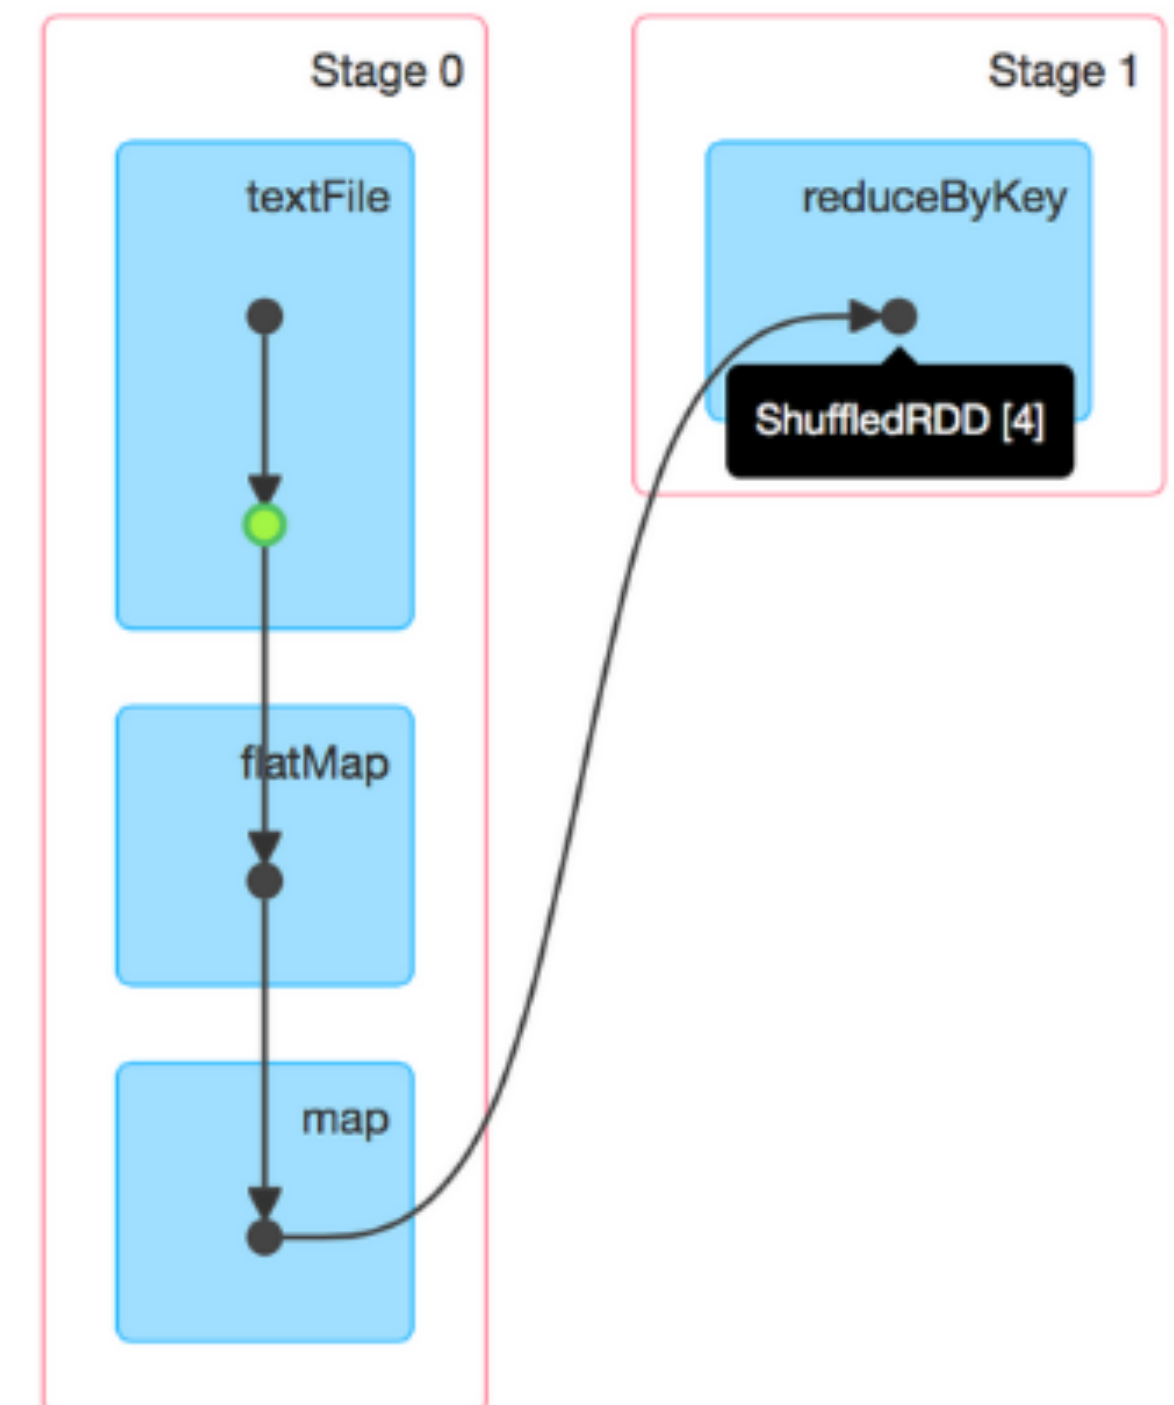 Stage 0
textFile
flatMap
map
Stage 1
reduceByKey
ShuffledRDD [4]